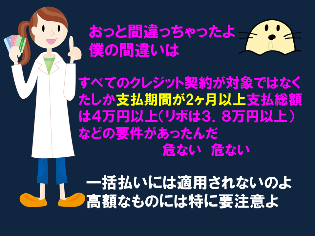 おっと間違っちゃったよ
僕の間違いは
すべてのクレジット契約が対象ではなく
たしか支払期間が2ヶ月以上支払総額
は4万円以上(リボは3．8万円以上)
などの要件があったんだ
危ない 危ない
一括払いには適用されないのよ
高額なものには特に要注意よ